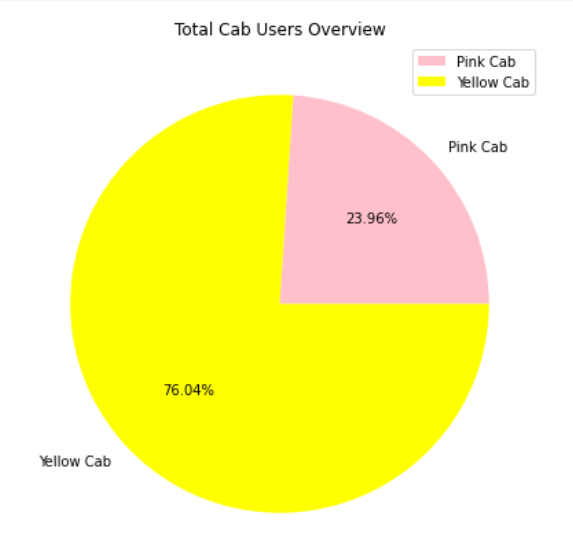 Total Cab Users Overview
Pink Cab
Yellow Cab
Pink Cab
23.96%
76.04%
Yellow Cab